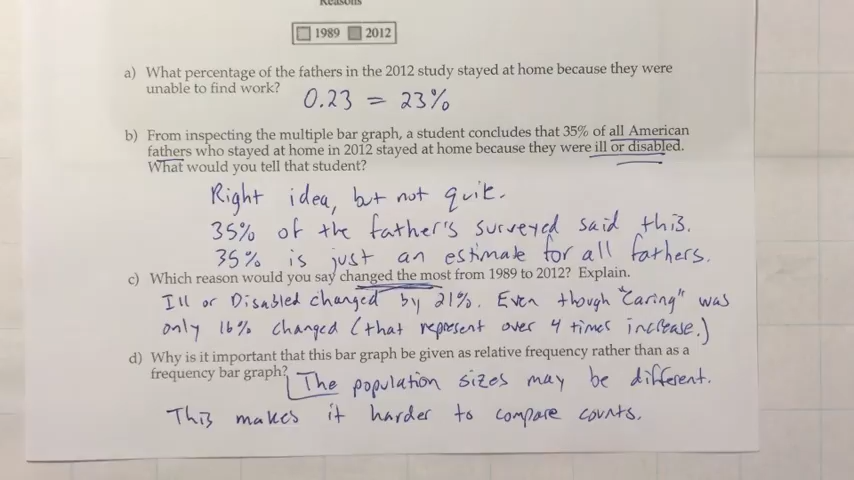 Reasons
1989 2012
a) What percentage of the fathers in the 2012 study stayed at home because they were
unable to find work?
0.23 = 23%
b) From inspecting the multiple bar graph, a student concludes that 35% of all American
fathers who stayed at home in 2012 stayed at home because they were ill or disabled.
What would you tell that student?
Right idea, but not quite.
35% of the father's surveyed said this.
35% is just an estimate for all fathers.
c) Which reason would you say changed the most from 1989 to 2012? Explain.
Ill or Disabled changed by 21%. Even though "Caring" was
only 16% changed (that represent over 4 times increase.)
d) Why is it important that this bar graph be given as relative frequency rather than as a
frequency bar graph?
The population sizes may be different.
This makes it harder to compare counts.